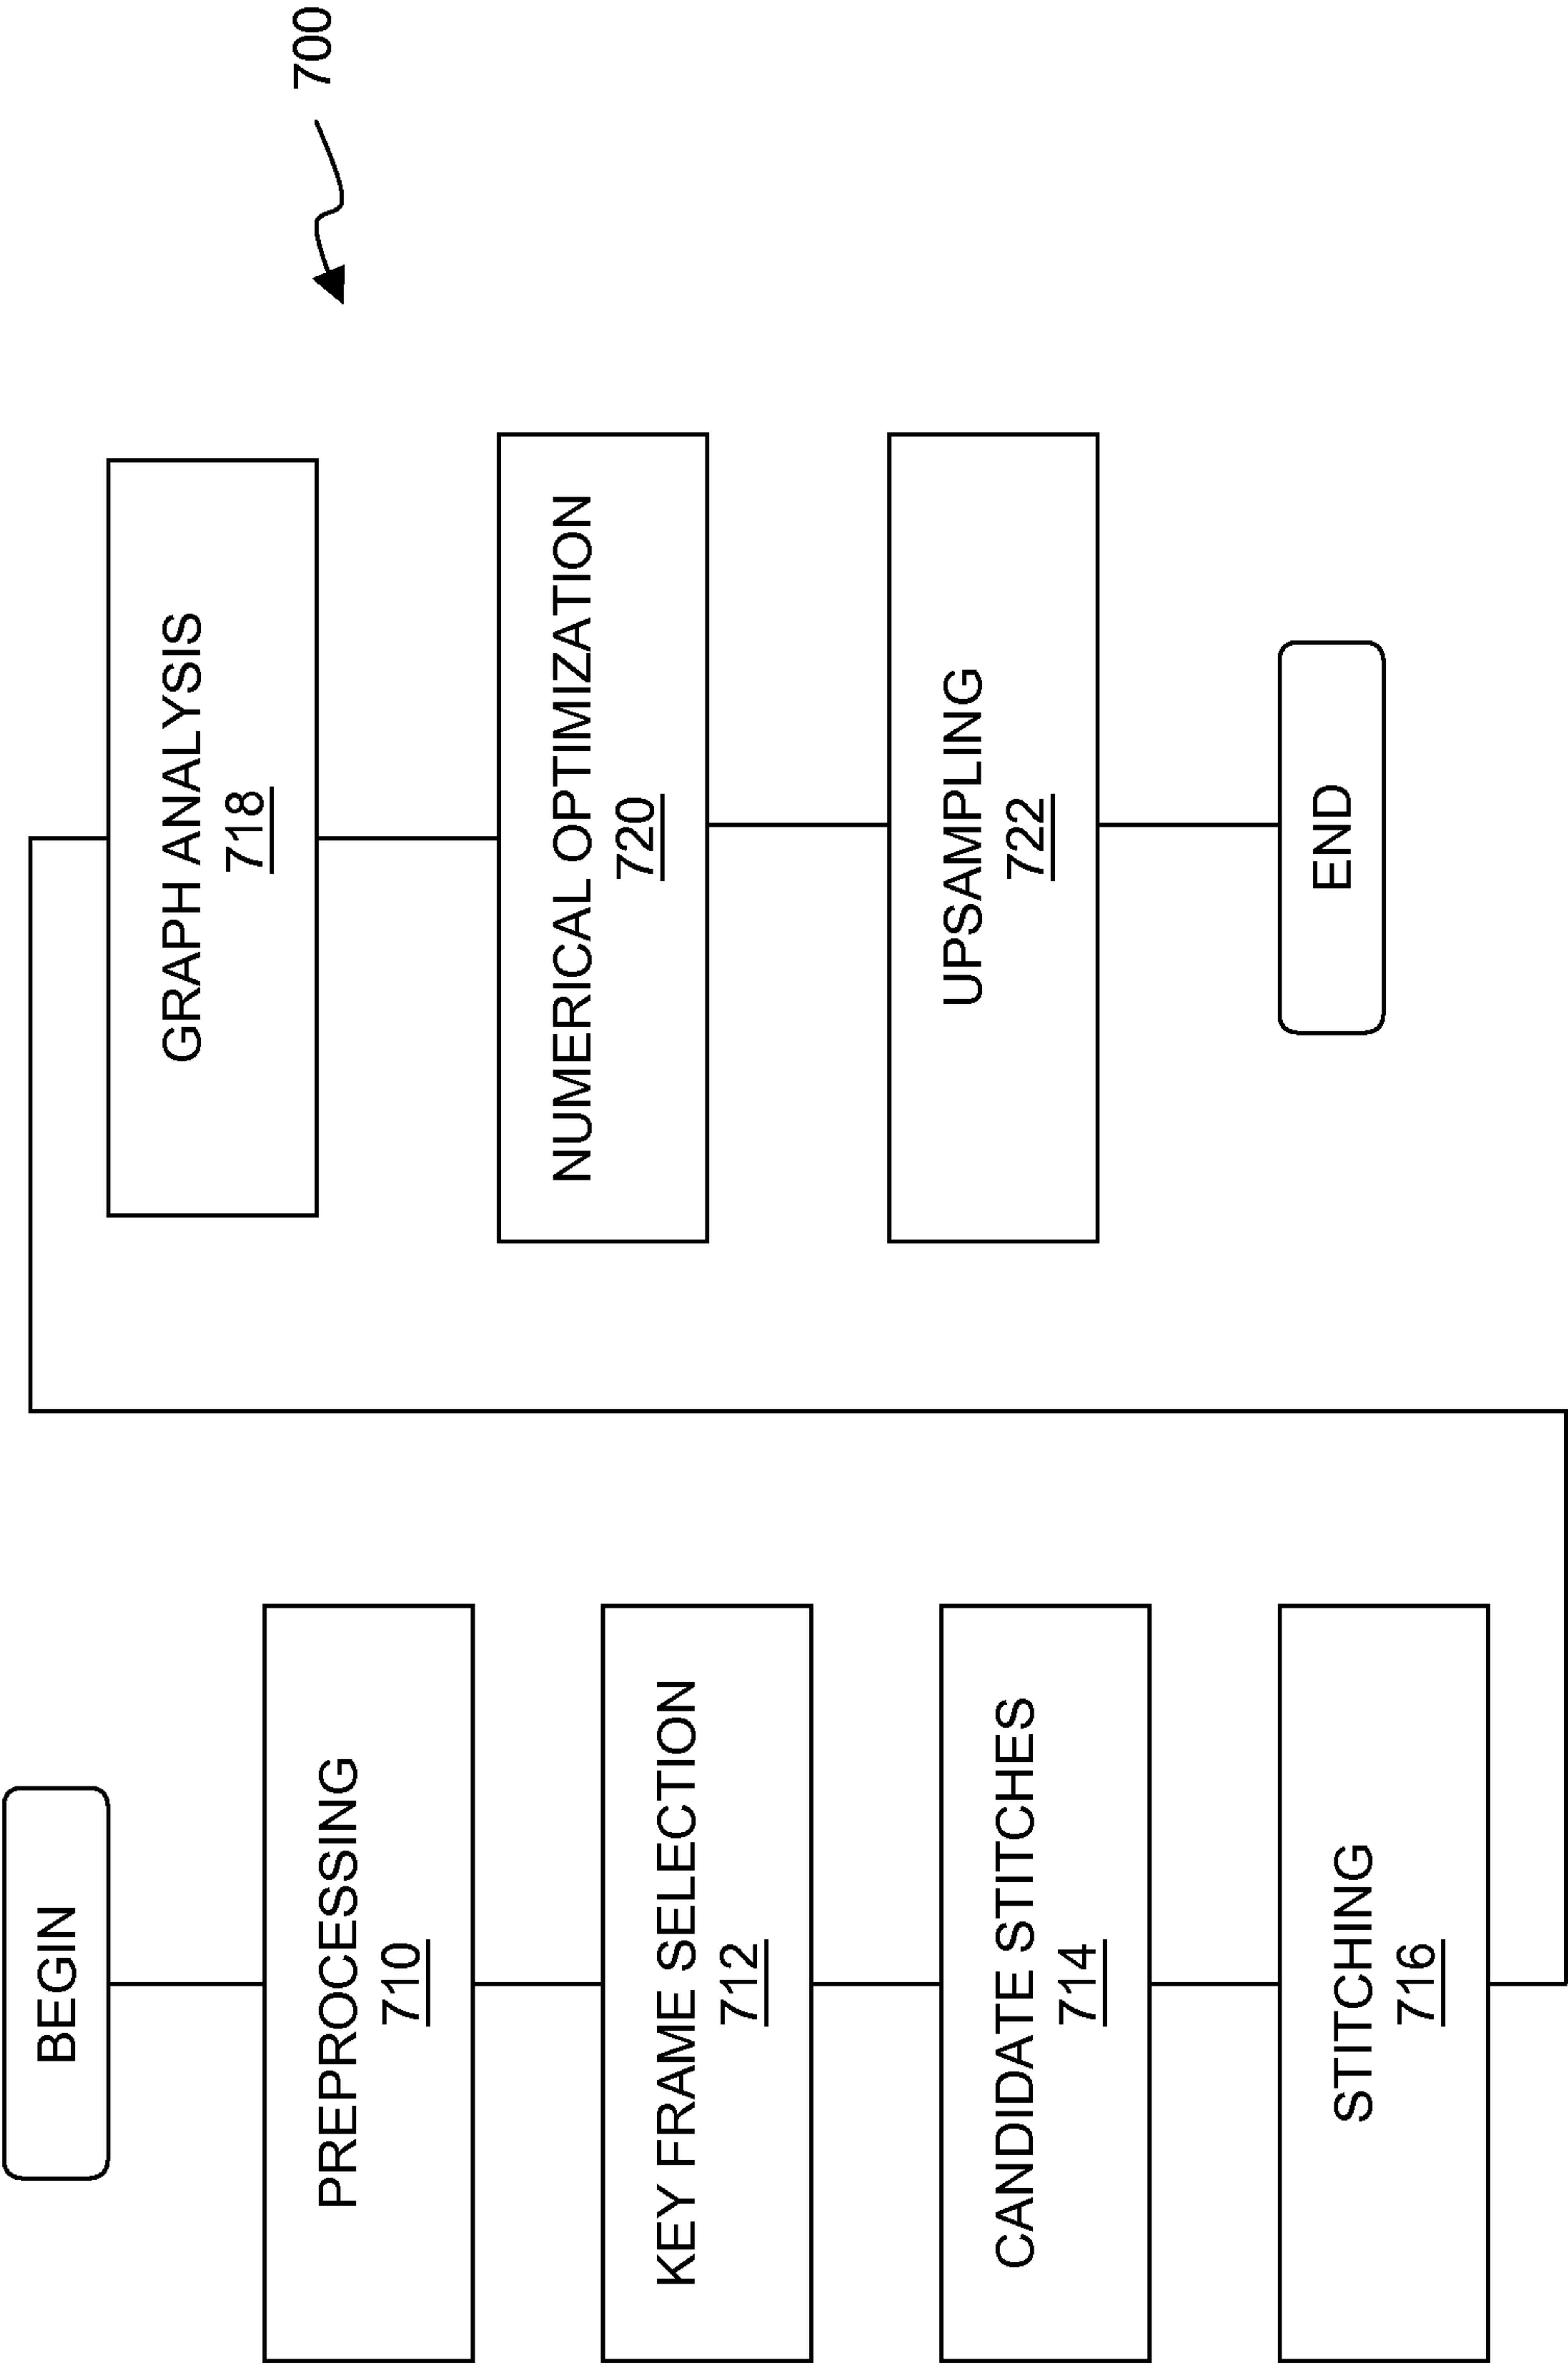 BEGIN
PREPROCESSING
710
KEY FRAME SELECTION
712
CANDIDATE STITCHES
714
STITCHING
716
GRAPH ANALYSIS
718
NUMERICAL OPTIMIZATION
720
UPSAMPLING
722
END
700